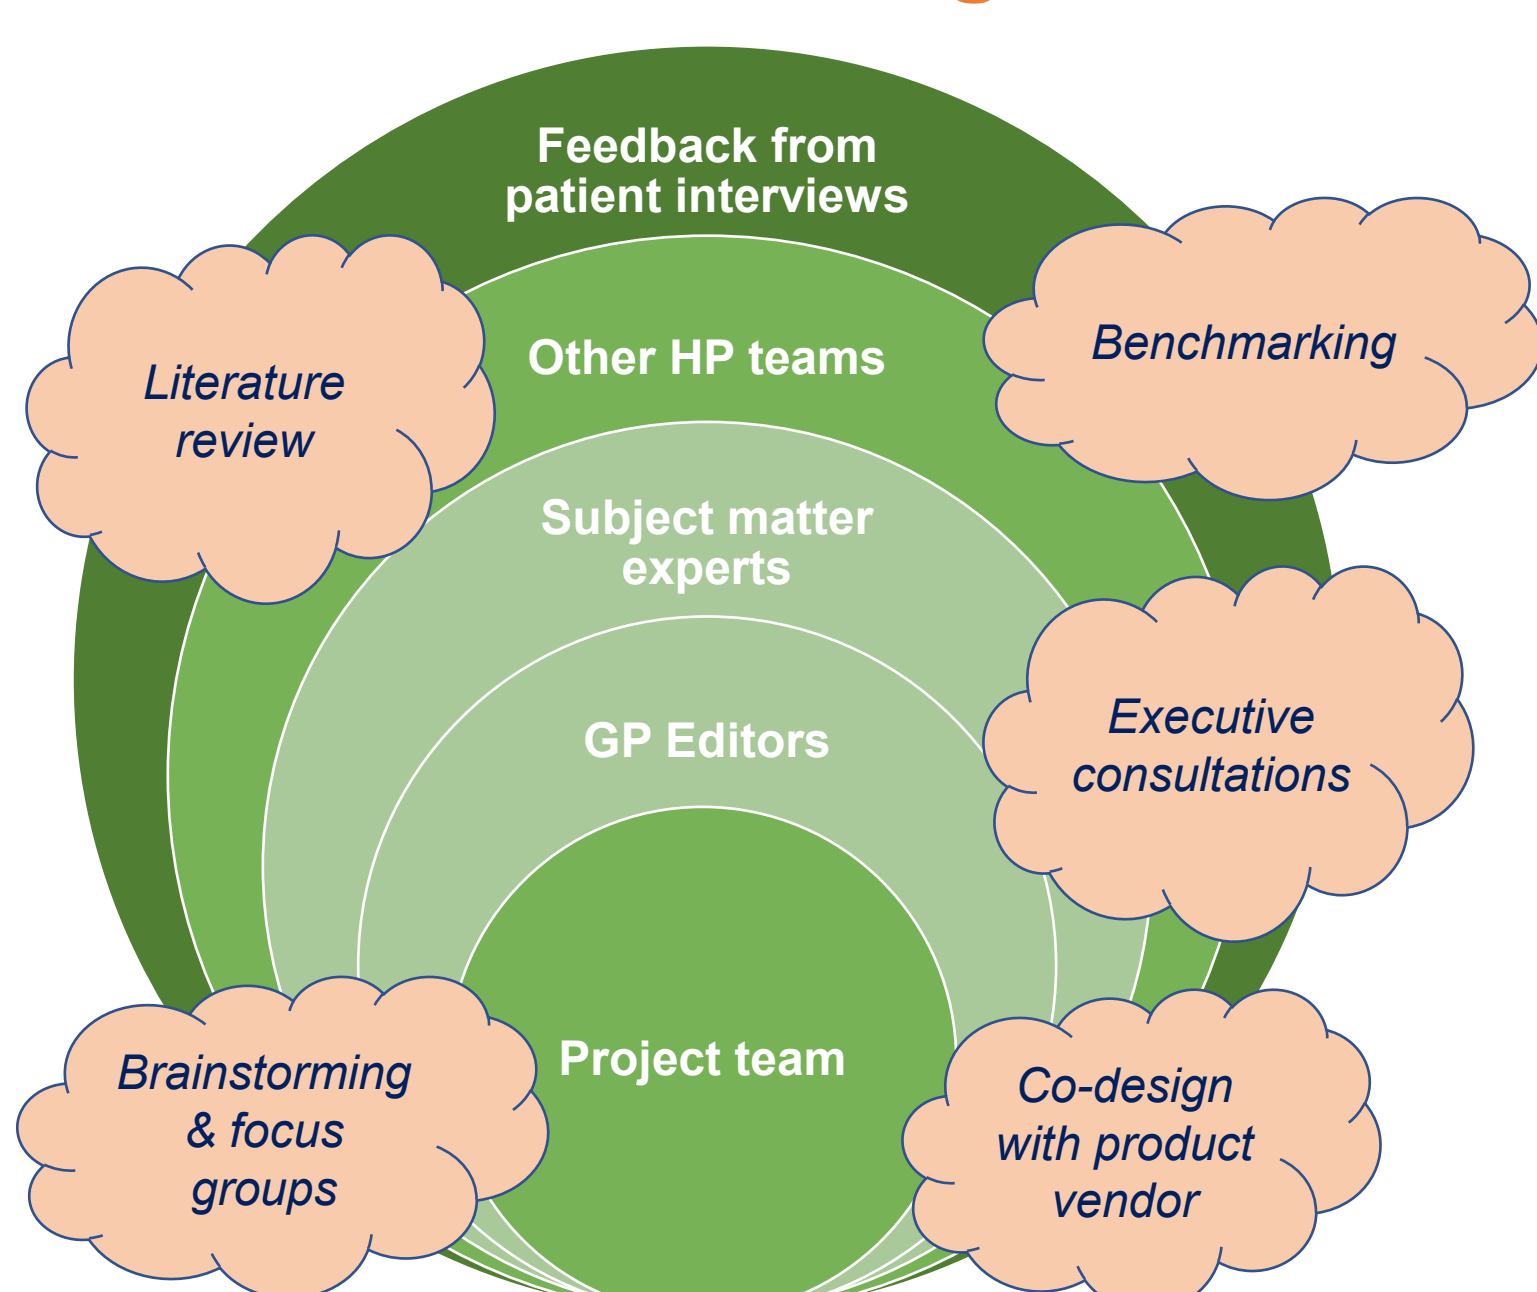 Feedback from
patient interviews
Other HP teams
Subject matter
experts
GP Editors
Project team
Literature
review
Benchmarking
Executive
consultations
Brainstorming
& focus
groups
Co-design
with product
vendor